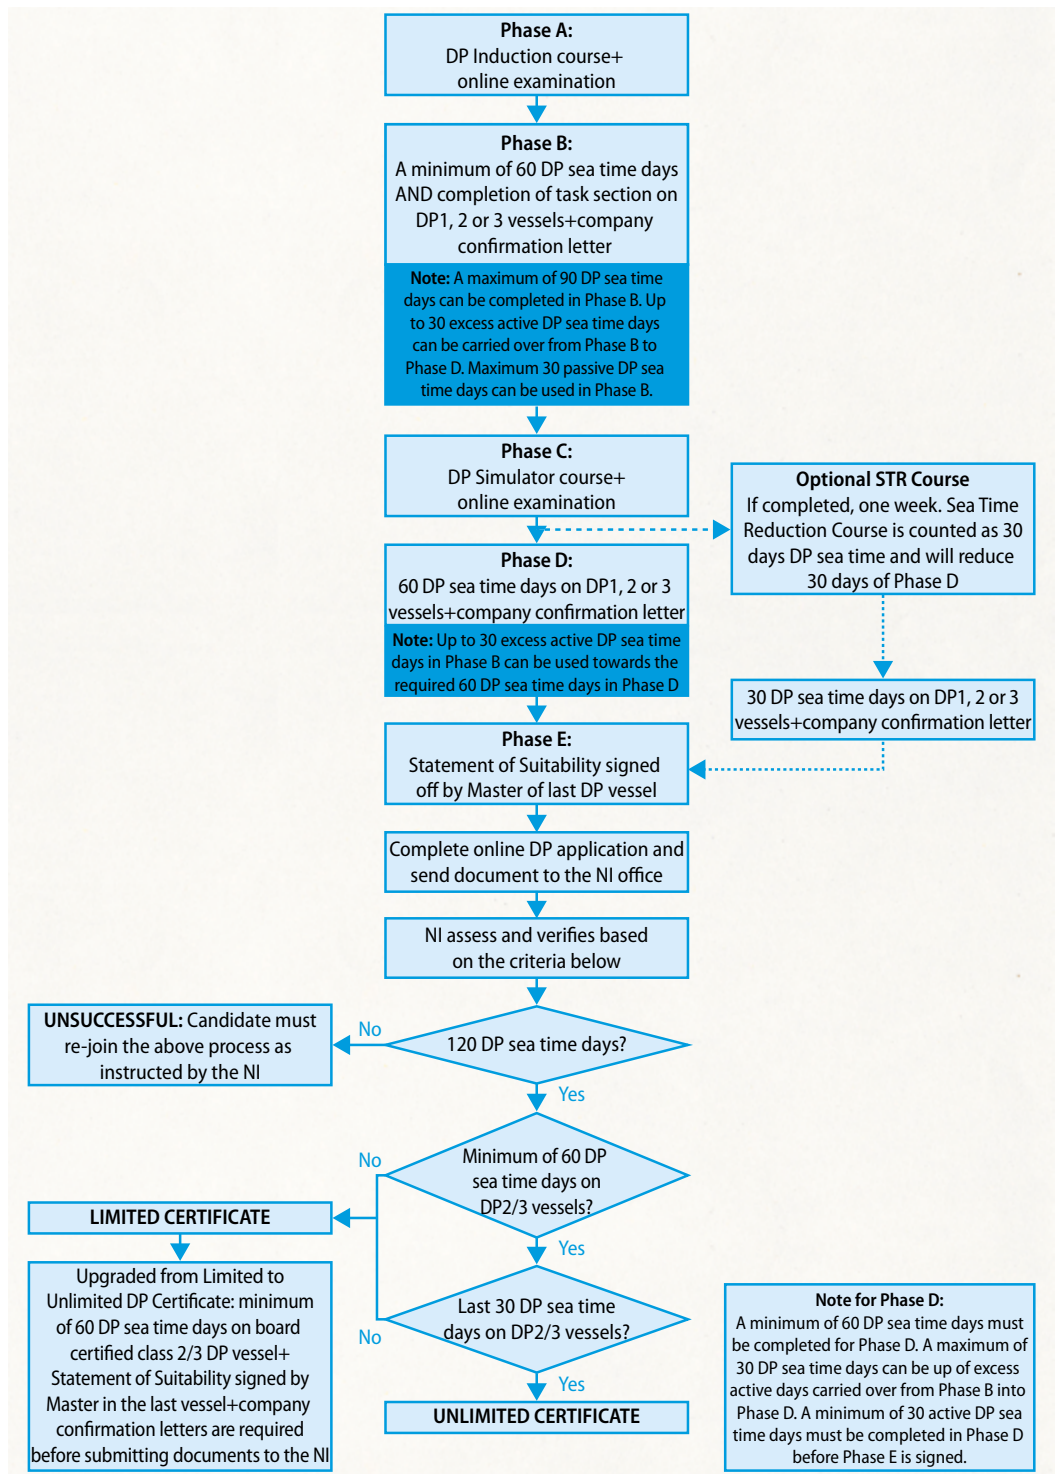 Phase A:
DP Induction course+
online examination
Phase B:
A minimum of 60 DP sea time days
AND completion of task section on
DP1, 2 or 3 vessels+company
confirmation letter
Note: A maximum of 90 DP sea time
days can be completed in Phase B. Up
to 30 excess active DP sea time days
can be carried over from Phase B to
Phase D. Maximum 30 passive DP sea
time days can be used in Phase B.
Phase C:
DP Simulator course+
online examination
Optional STR Course
If completed, one week. Sea Time
Reduction Course is counted as 30
days DP sea time and will reduce
30 days of Phase D
Phase D:
60 DP sea time days on DP1, 2 or 3
vessels+company confirmation letter
Note: Up to 30 excess active DP sea time
days in Phase B can be used towards the
required 60 DP sea time days in Phase D
30 DP sea time days on DP1, 2 or 3
vessels+company confirmation letter
Phase E:
Statement of Suitability signed
off by Master of last DP vessel
Complete online DP application and
send document to the NI office
NI assess and verifies based
on the criteria below
120 DP sea time days?
No
UNSUCCESSFUL: Candidate must
re-join the above process as
instructed by the NI
Yes
Minimum of 60 DP
sea time days on
DP2/3 vessels?
No
LIMITED CERTIFICATE
Yes
Upgraded from Limited to
Unlimited DP Certificate: minimum
of 60 DP sea time days on board
certified class 2/3 DP vessel+
Statement of Suitability signed by
Master in the last vessel+company
confirmation letters are required
before submitting documents to the NI
Last 30 DP sea time
days on DP2/3 vessels?
No
Yes
UNLIMITED CERTIFICATE
Note for Phase D:
A minimum of 60 DP sea time days must
be completed for Phase D. A maximum of
30 DP sea time days can be up of excess
active days carried over from Phase B into
Phase D. A minimum of 30 active DP sea
time days must be completed in Phase D
before Phase E is signed.